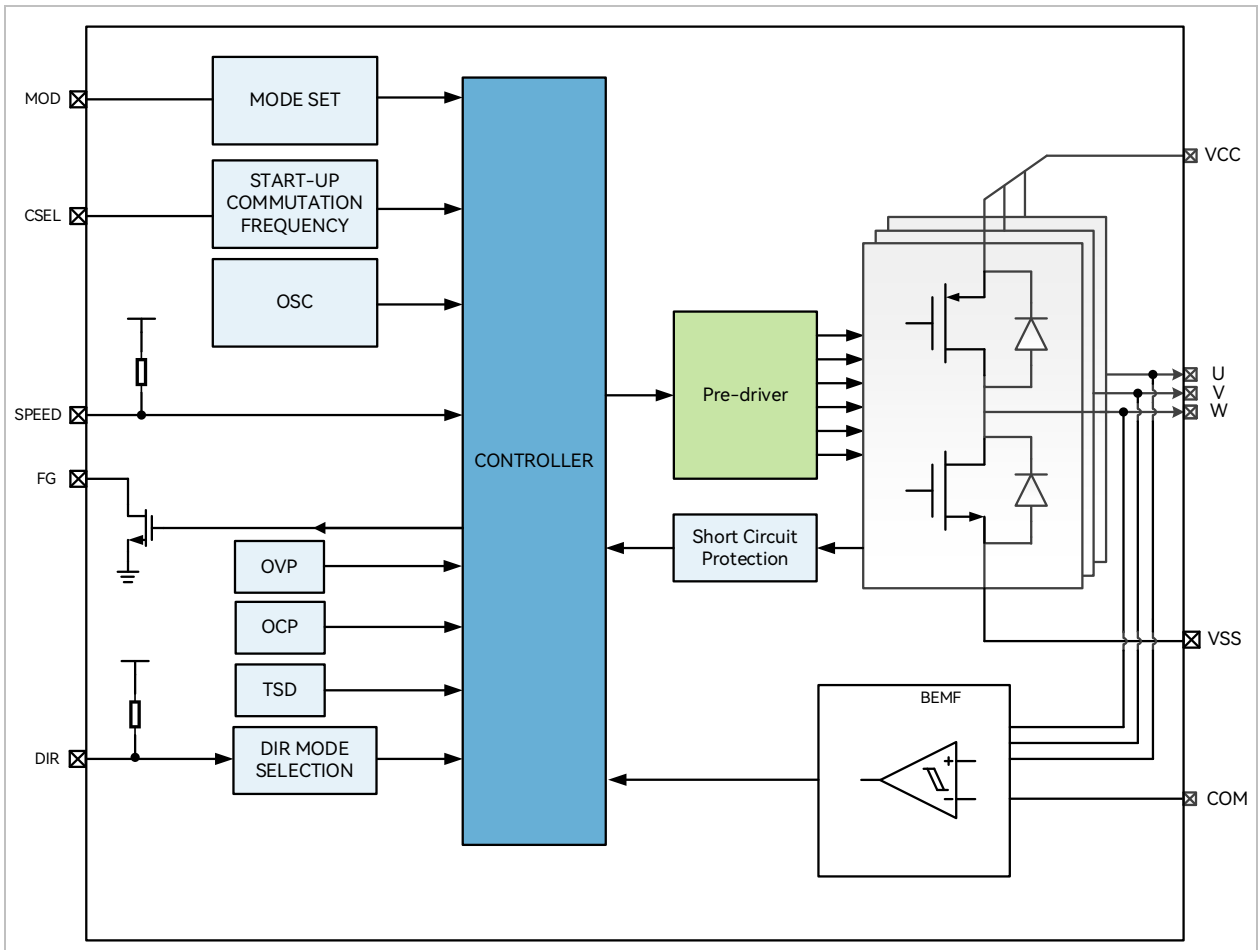 MOD
MODE SET
VCC
CSEL
START-UP
COMMUTATION
FREQUENCY
OSC
SPEED
Pre-driver
U
V
W
FG
CONTROLLER
OVP
Short Circuit
Protection
OCP
VSS
TSD
BEMF
DIR
DIR MODE
SELECTION
+
−
COM